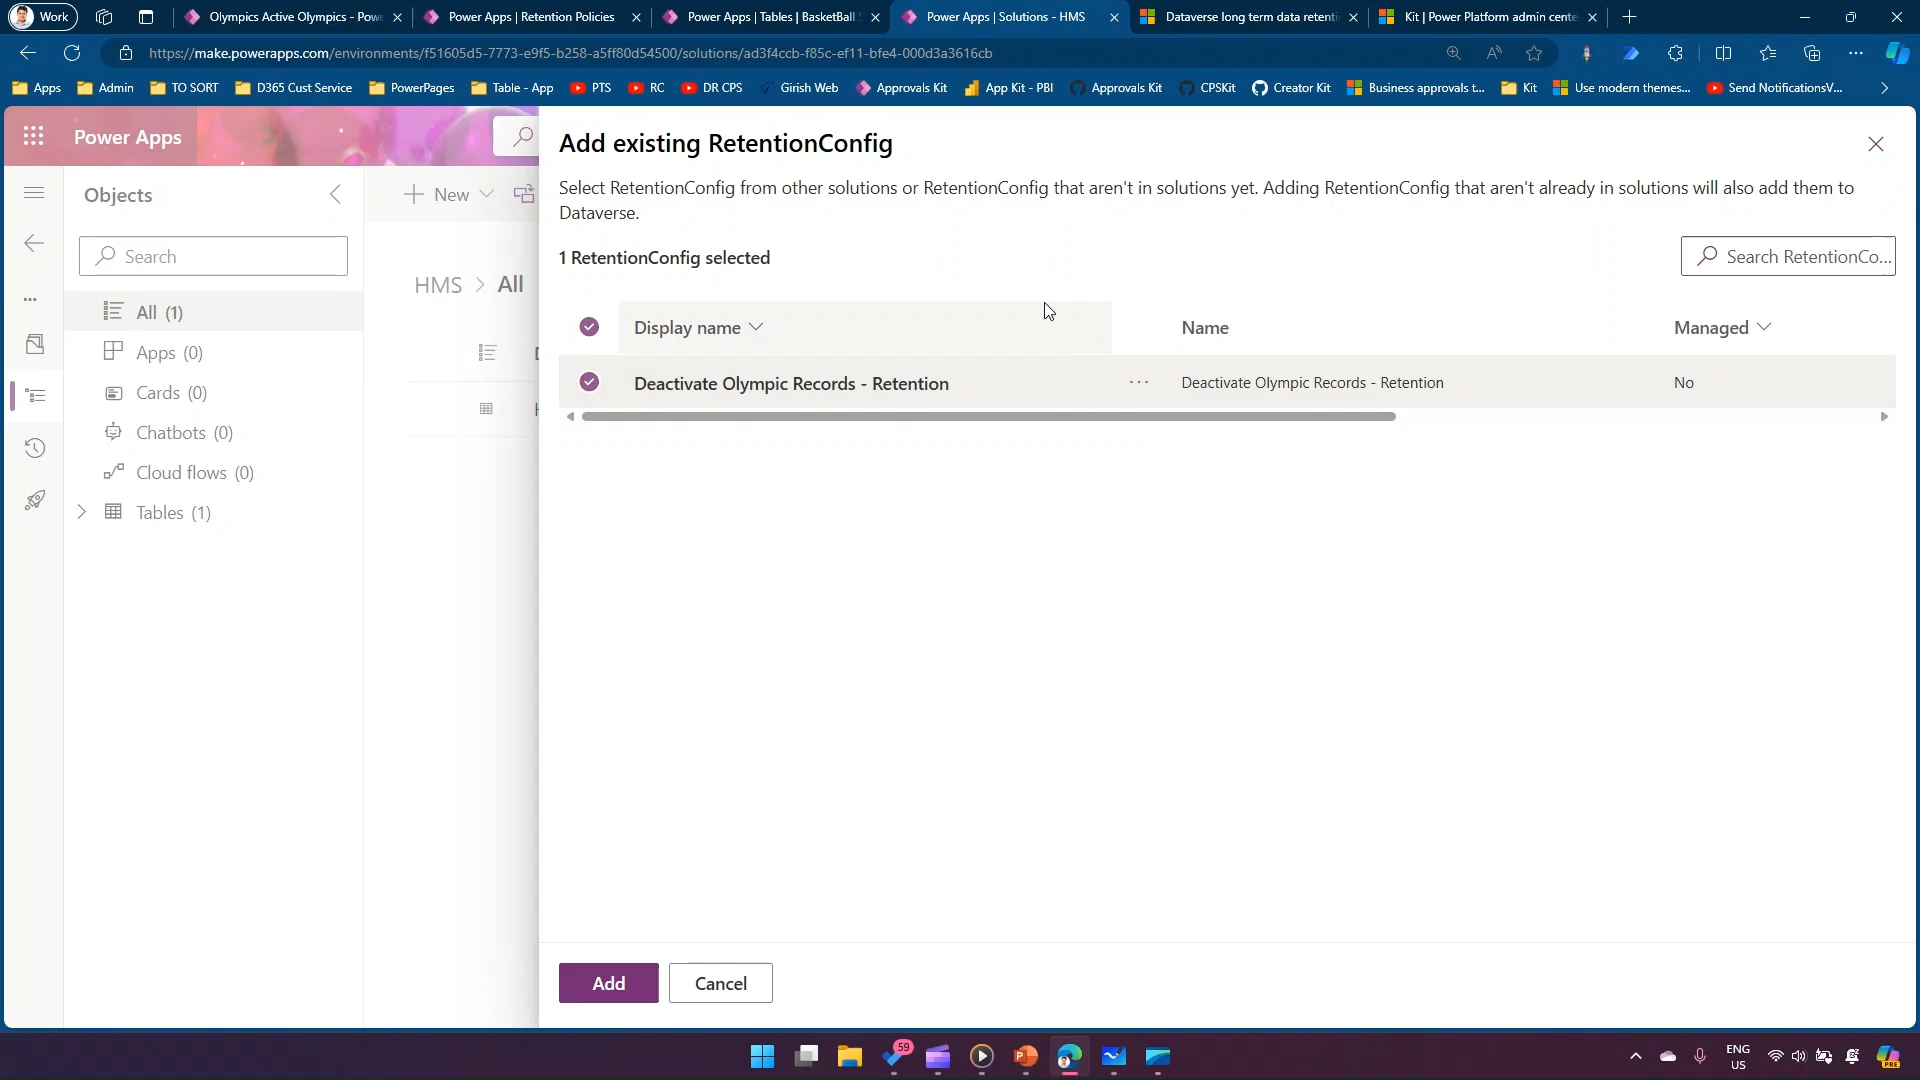 Work
Olympics Active Olympics - Powe
Power Apps | Retention Policies
Power Apps | Tables | BasketBall S
Power Apps | Solutions - HMS
Dataverse long term data retenti
Kit | Power Platform admin cente
https://make.powerapps.com/environments/f51605d5-7773-e9f5-b258-a5ff80d54500/solutions/ad3f4ccb-f85c-ef11-bfe4-000d3a3616cb
Apps
Admin
TO SORT
D365 Cust Service
PowerPages
Table - App
PTS
RC
DR CPS
Girish Web
Approvals Kit
App Kit - PBI
Approvals Kit
CPSKit
Creator Kit
Business approvals t...
Kit
Use modern themes...
Send NotificationsV...
Power Apps
Objects
Search
All (1)
Apps (0)
Cards (0)
Chatbots (0)
Cloud flows (0)
Tables (1)
New
HMS > All
Add existing RetentionConfig
Select RetentionConfig from other solutions or RetentionConfig that aren't in solutions yet. Adding RetentionConfig that aren't already in solutions will also add them to
Dataverse.
1 RetentionConfig selected
Search RetentionCo...
Display name
Name
Managed
Deactivate Olympic Records - Retention
Deactivate Olympic Records - Retention
No
Add
Cancel
59
ENG
US
PRE